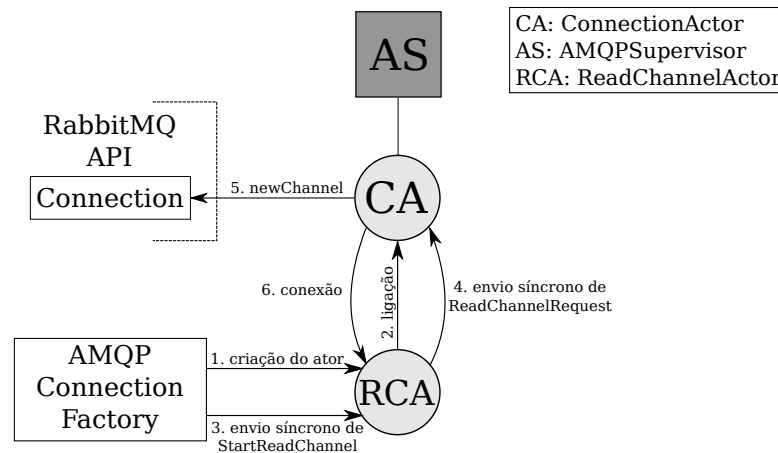 AS
CA: ConnectionActor
AS: AMQPSupervisor
RCA: ReadChannelActor
RabbitMQ
API
Connection
5. newChannel
CA
6. conexão
2. ligação
4. envio síncrono de
ReadChannelRequest
AMQP
Connection
Factory
1. criação do ator
3. envio síncrono de
StartReadChannel
RCA